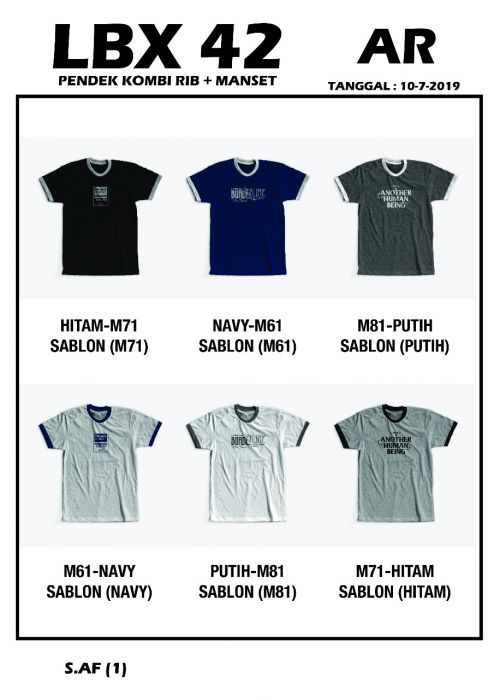 LBX 42
AR
PENDEK KOMBI RIB + MANSET
TANGGAL : 10-7-2019
BORDERLINE
ANOTHER
HUMAN
BEING
HITAM-M71
NAVY-M61
M81-PUTIH
SABLON (M71)
SABLON (M61)
SABLON (PUTIH)
BORDERLINE
ANOTHER
HUMAN
BEING
M61-NAVY
PUTIH-M81
M71-HITAM
SABLON (NAVY)
SABLON (M81)
SABLON (HITAM)
S.AF (1)